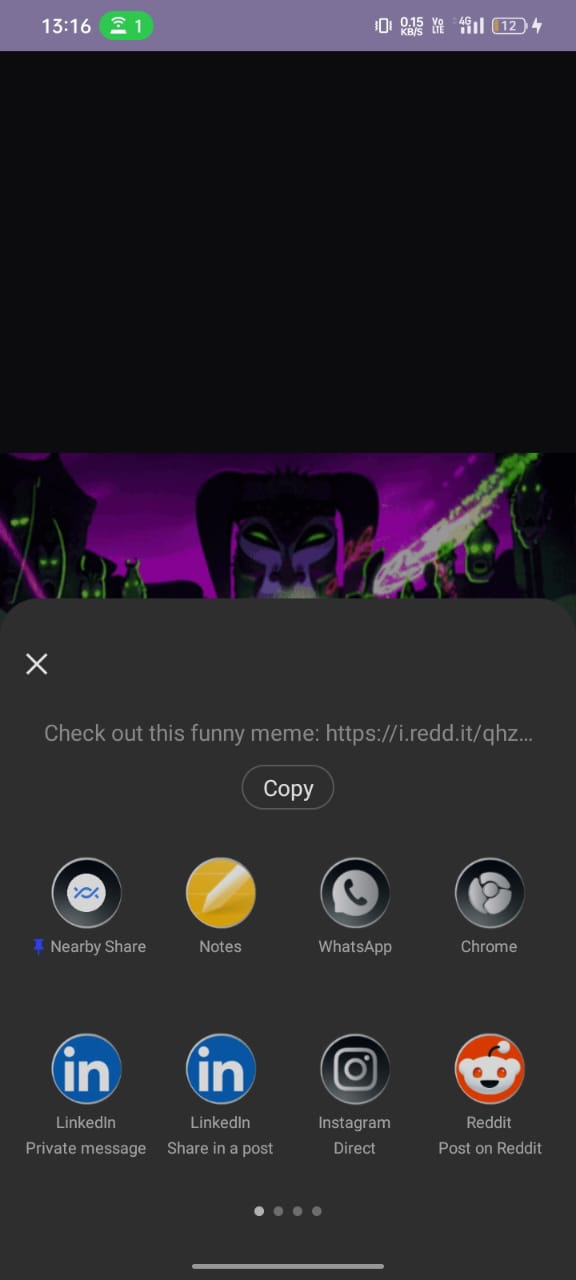 13:16 1 0.15 KB/S Vo LTE 4G 12
Check out this funny meme: https://i.redd.it/qhz...
Copy
Nearby Share Notes WhatsApp Chrome
LinkedIn LinkedIn Instagram Reddit
Private message Share in a post Direct Post on Reddit